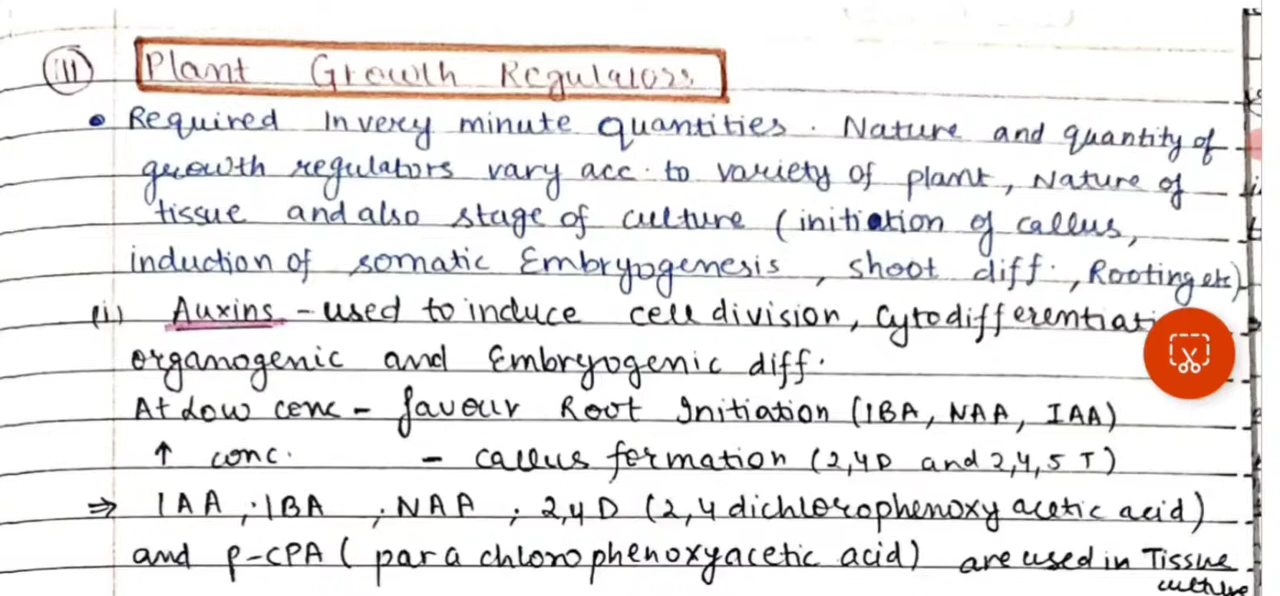 (iii) Plant Growth Regulators
• Required in very minute quantities. Nature and quantity of
growth regulators vary acc. to variety of plant, Nature of
tissue and also stage of culture (initiation of callus,
induction of somatic Embryogenesis, shoot diff., Rooting etc)
(i) Auxins - used to induce cell division, Cytodifferentiati
organogenic and Embryogenic diff.
At Low conc - favour Root Initiation (IBA, NAA, IAA)
↑ conc. - callus formation (2,4D and 2,4,5 T)
⇒ IAA, IBA, NAA, 2,4 D (2,4 dichlorophenoxy acetic acid)
and p-CPA (para chlorophenoxyacetic acid) are used in Tissue
culture